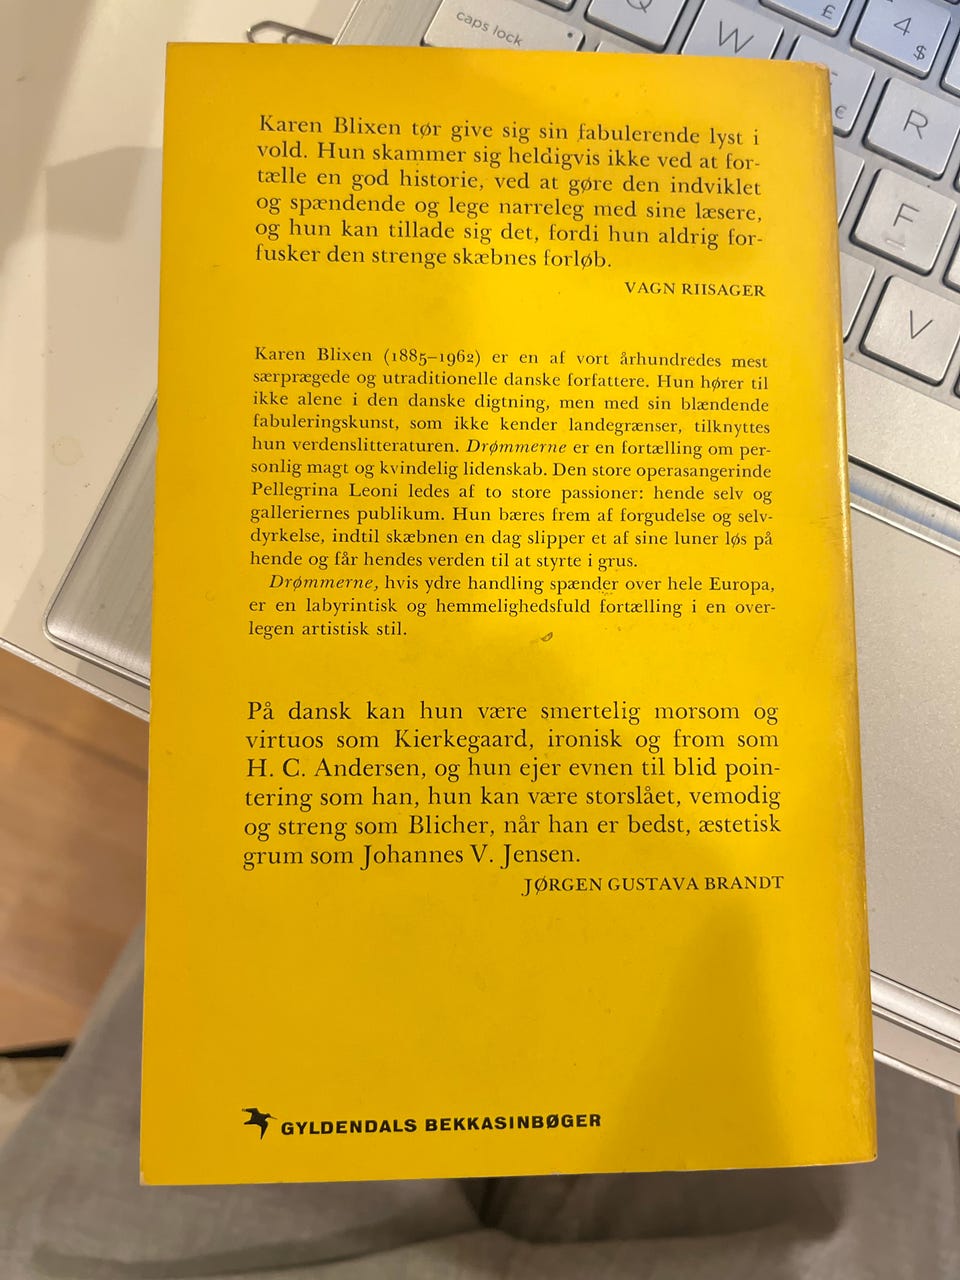 caps lock
Q
W
£
4
$
€
R
F
V
Karen Blixen tør give sig sin fabulerende lyst i
vold. Hun skammer sig heldigvis ikke ved at for-
tælle en god historie, ved at gøre den indviklet
og spændende og lege narreleg med sine læsere,
og hun kan tillade sig det, fordi hun aldrig for-
fusker den strenge skæbnes forløb.
VAGN RIISAGER
Karen Blixen (1885–1962) er en af vort århundredes mest
særprægede og utraditionelle danske forfattere. Hun hører til
ikke alene i den danske digtning, men med sin blændende
fabuleringskunst, som ikke kender landegrænser, tilknyttes
hun verdenslitteraturen. Drømmerne er en fortælling om per-
sonlig magt og kvindelig lidenskab. Den store operasangerinde
Pellegrina Leoni ledes af to store passioner: hende selv og
galleriernes publikum. Hun bæres frem af forgudelse og selv-
dyrkelse, indtil skæbnen en dag slipper et af sine luner løs på
hende og får hendes verden til at styrte i grus.
Drømmerne, hvis ydre handling spænder over hele Europa,
er en labyrintisk og hemmelighedsfuld fortælling i en over-
legen artistisk stil.
På dansk kan hun være smertelig morsom og
virtuos som Kierkegaard, ironisk og from som
H. C. Andersen, og hun ejer evnen til blid poin-
tering som han, hun kan være storslået, vemodig
og streng som Blicher, når han er bedst, æstetisk
grum som Johannes V. Jensen.
JØRGEN GUSTAVA BRANDT
GYLDENDALS BEKKASINBØGER